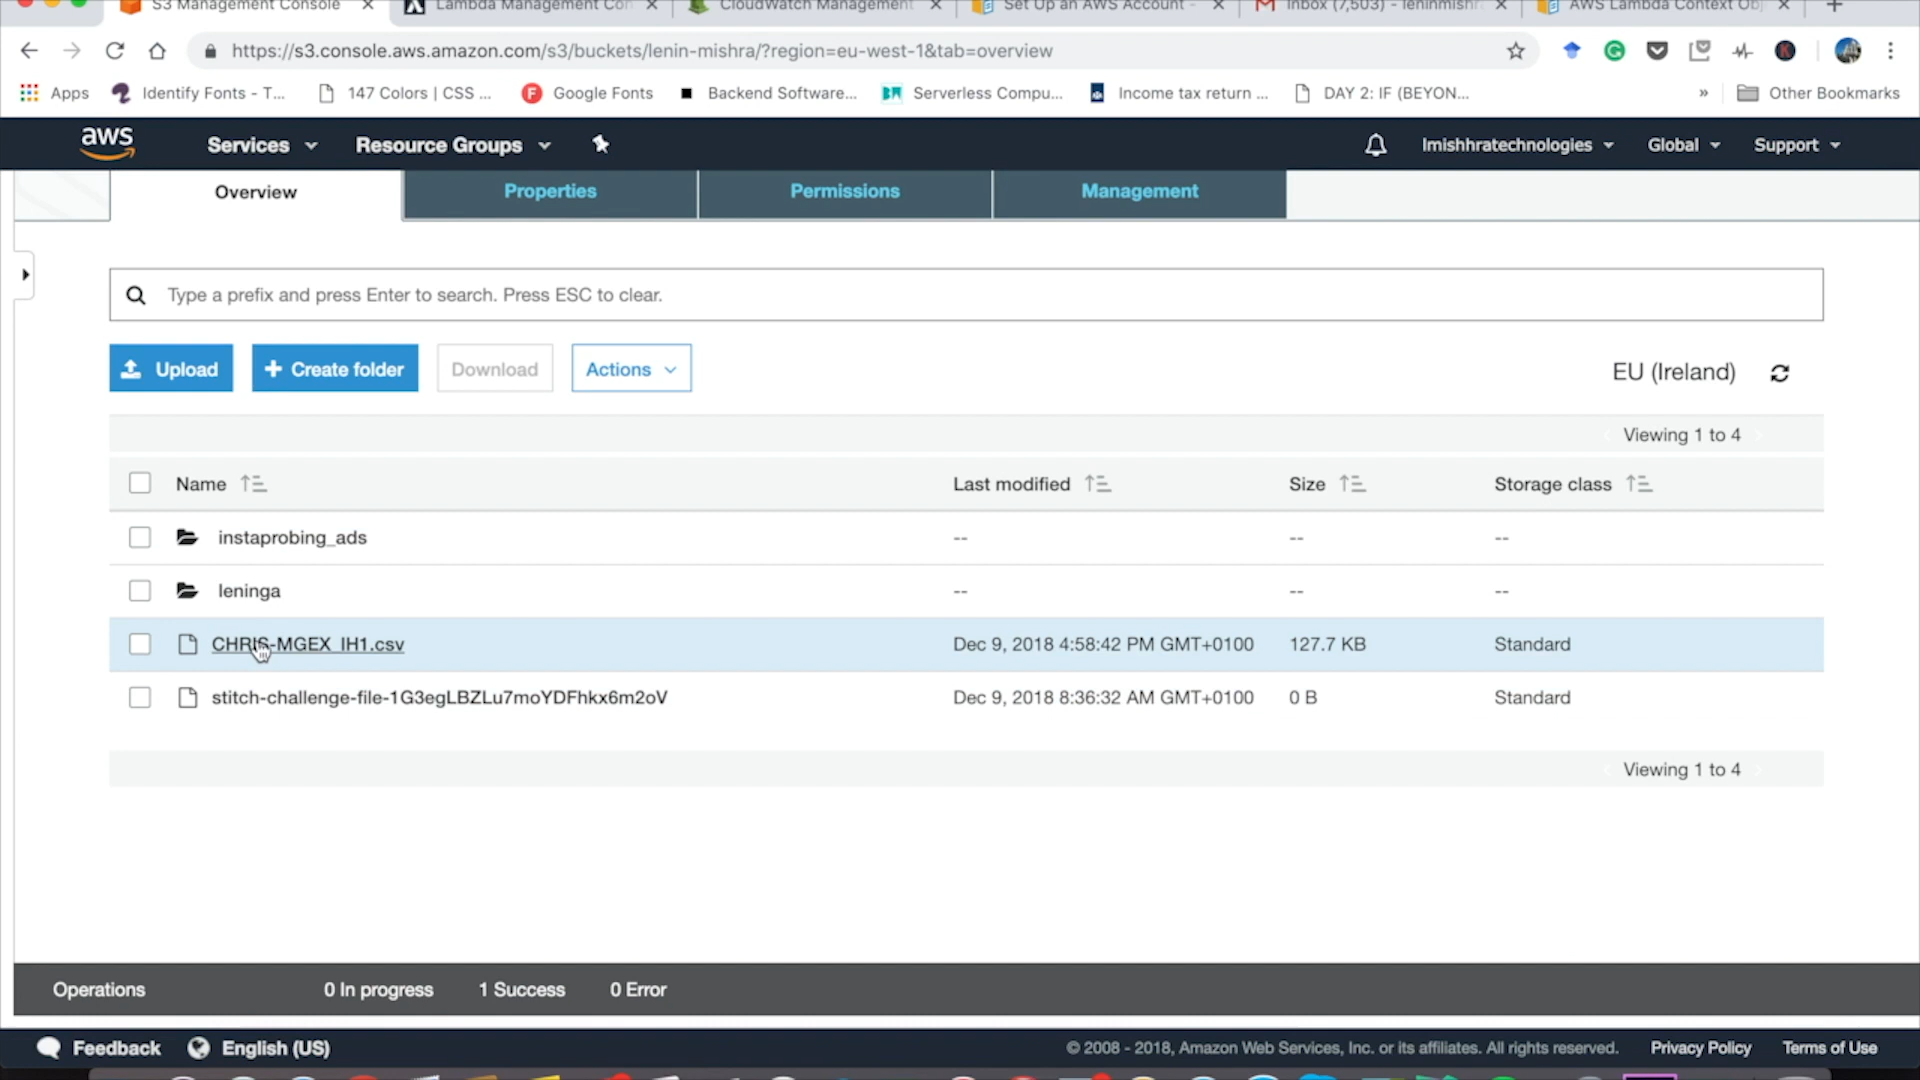 S3 Management Console
Lambda Management Con
CloudWatch Management
Set Up an AWS Account -
Inbox (7,503) - leninmishr
AWS Lambda Context Obj
https://s3.console.aws.amazon.com/s3/buckets/lenin-mishra/?region=eu-west-1&tab=overview
Apps
Identify Fonts - T...
147 Colors | CSS ...
Google Fonts
Backend Software...
Serverless Compu...
Income tax return ...
DAY 2: IF (BEYON...
»
Other Bookmarks
aws
Services
Resource Groups
lmishhratechnologies
Global
Support
Overview
Properties
Permissions
Management
Type a prefix and press Enter to search. Press ESC to clear.
Upload
+ Create folder
Download
Actions
EU (Ireland)
Viewing 1 to 4
Name
Last modified
Size
Storage class
instaprobing_ads -- -- --
leninga -- -- --
CHRIS-MGEX_IH1.csv Dec 9, 2018 4:58:42 PM GMT+0100 127.7 KB Standard
stitch-challenge-file-1G3egLBZLu7moYDFhkx6m2oV Dec 9, 2018 8:36:32 AM GMT+0100 0 B Standard
Viewing 1 to 4
Operations 0 In progress 1 Success 0 Error
Feedback English (US) © 2008 - 2018, Amazon Web Services, Inc. or its affiliates. All rights reserved. Privacy Policy Terms of Use